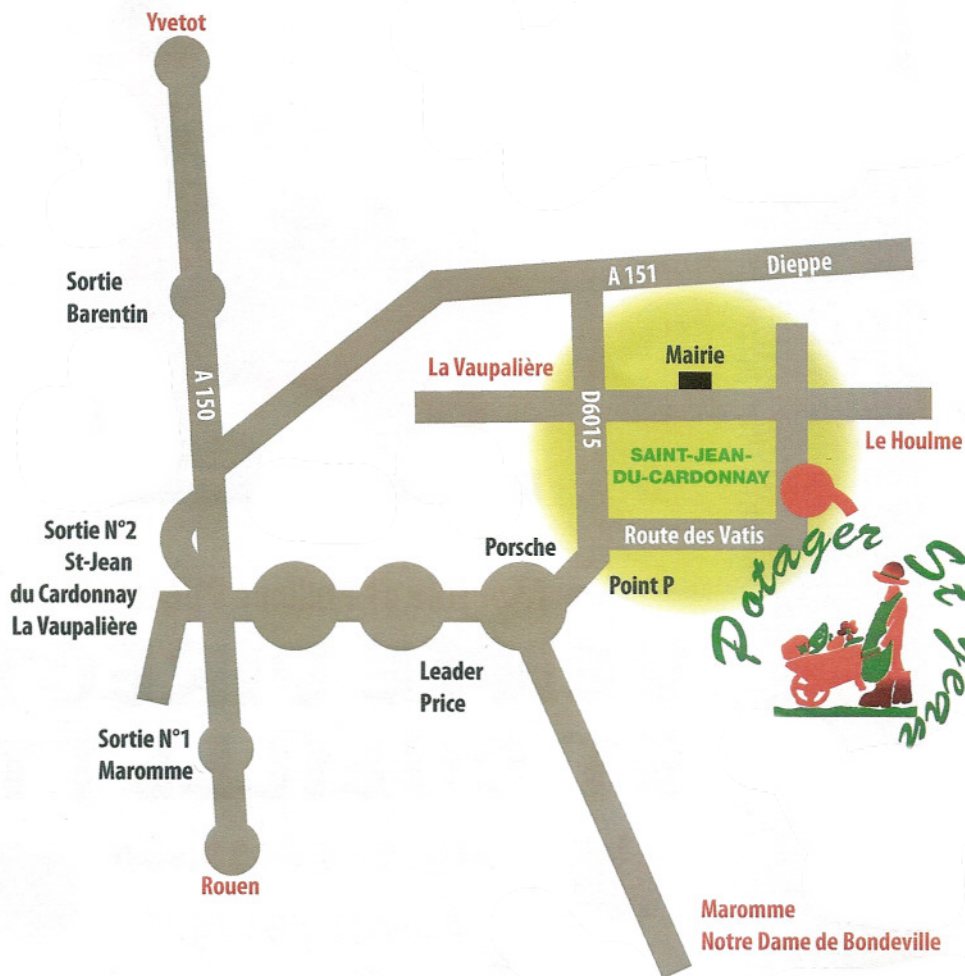 Yvetot
Sortie
Barentin
A 150
A 151
Dieppe
La Vaupalière
Mairie
D6015
Le Houlme
SAINT-JEAN-
DU-CARDONNAY
Sortie N°2
St-Jean
du Cardonnay
La Vaupalière
Porsche
Route des Vatis
Point P
Potager
St Jean
Leader
Price
Sortie N°1
Maromme
Rouen
Maromme
Notre Dame de Bondeville